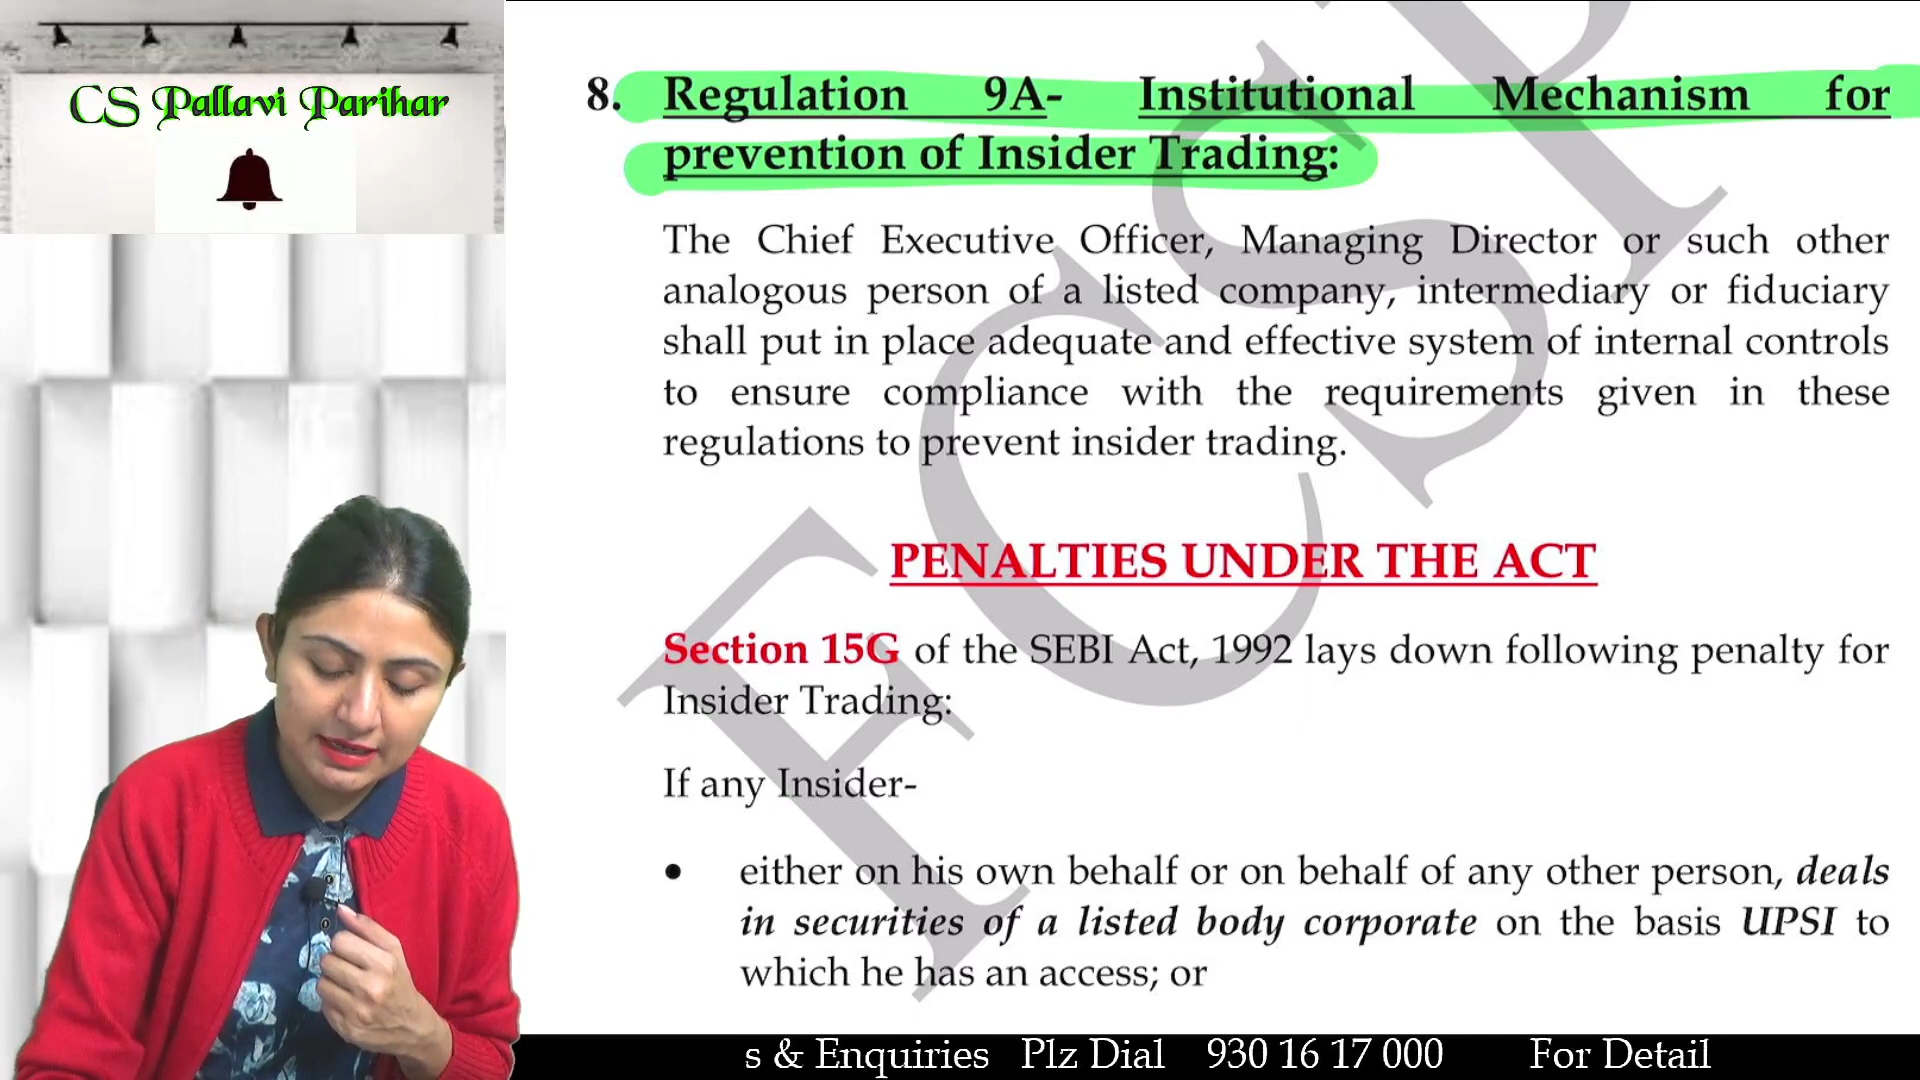 CS Pallavi Parihar
8. Regulation 9A- Institutional Mechanism for
prevention of Insider Trading:
The Chief Executive Officer, Managing Director or such other
analogous person of a listed company, intermediary or fiduciary
shall put in place adequate and effective system of internal controls
to ensure compliance with the requirements given in these
regulations to prevent insider trading.
PENALTIES UNDER THE ACT
Section 15G of the SEBI Act, 1992 lays down following penalty for
Insider Trading:
If any Insider-
• either on his own behalf or on behalf of any other person, deals
in securities of a listed body corporate on the basis UPSI to
which he has an access; or
s & Enquiries Plz Dial 930 16 17 000 For Detail
FCSP